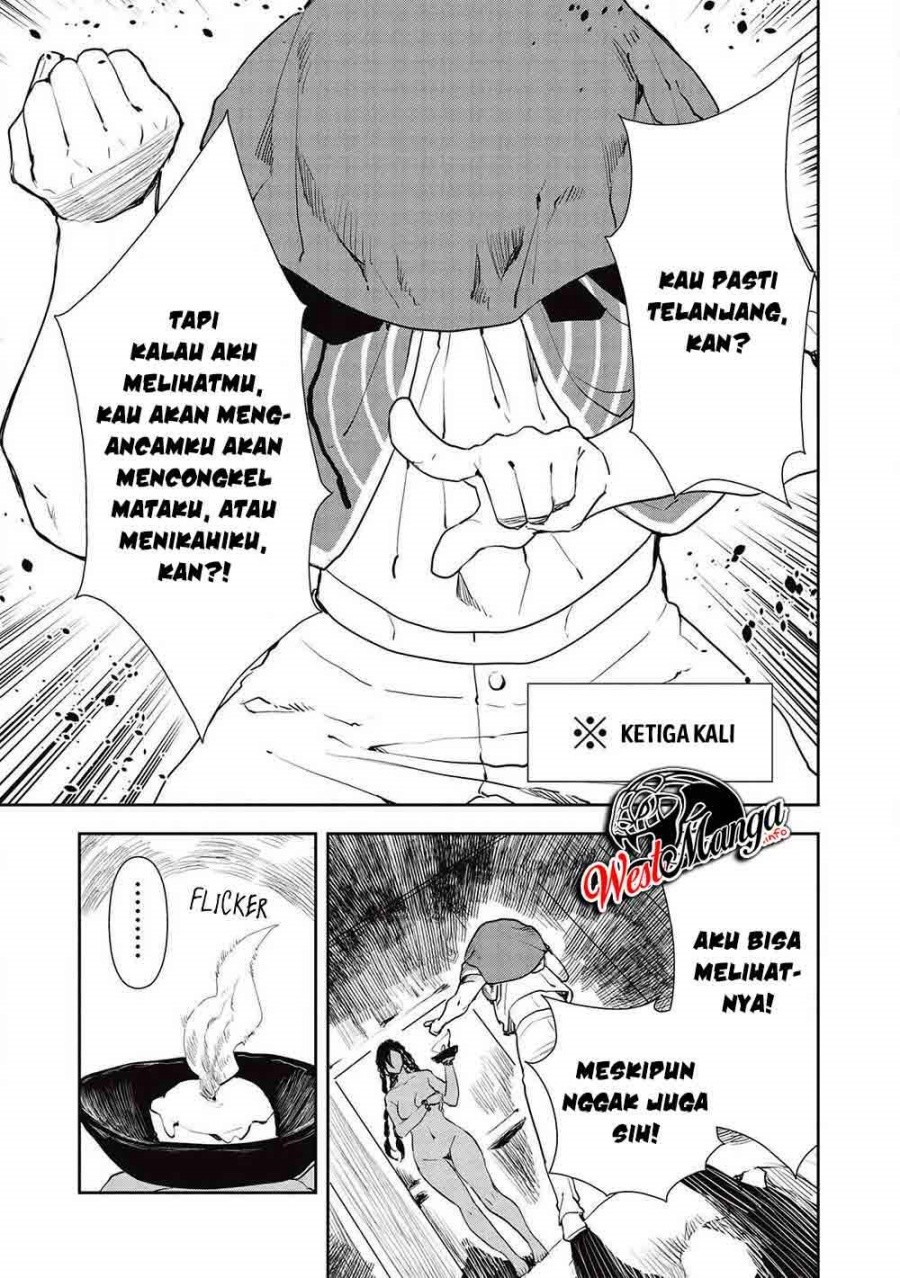 KAU PASTI
TELANJANG,
KAN?
TAPI
KALAU AKU
MELIHATMU,
KAU AKAN MENG-
ANCAMKU AKAN
MENCONGKEL
MATAKU, ATAU
MENIKAHIKU,
KAN?!
※ KETIGA KALI
WestManga
.info
AKU BISA
MELIHAT-
NYA!
MESKIPUN
NGGAK JUGA
SIH!
.........
FLICKER